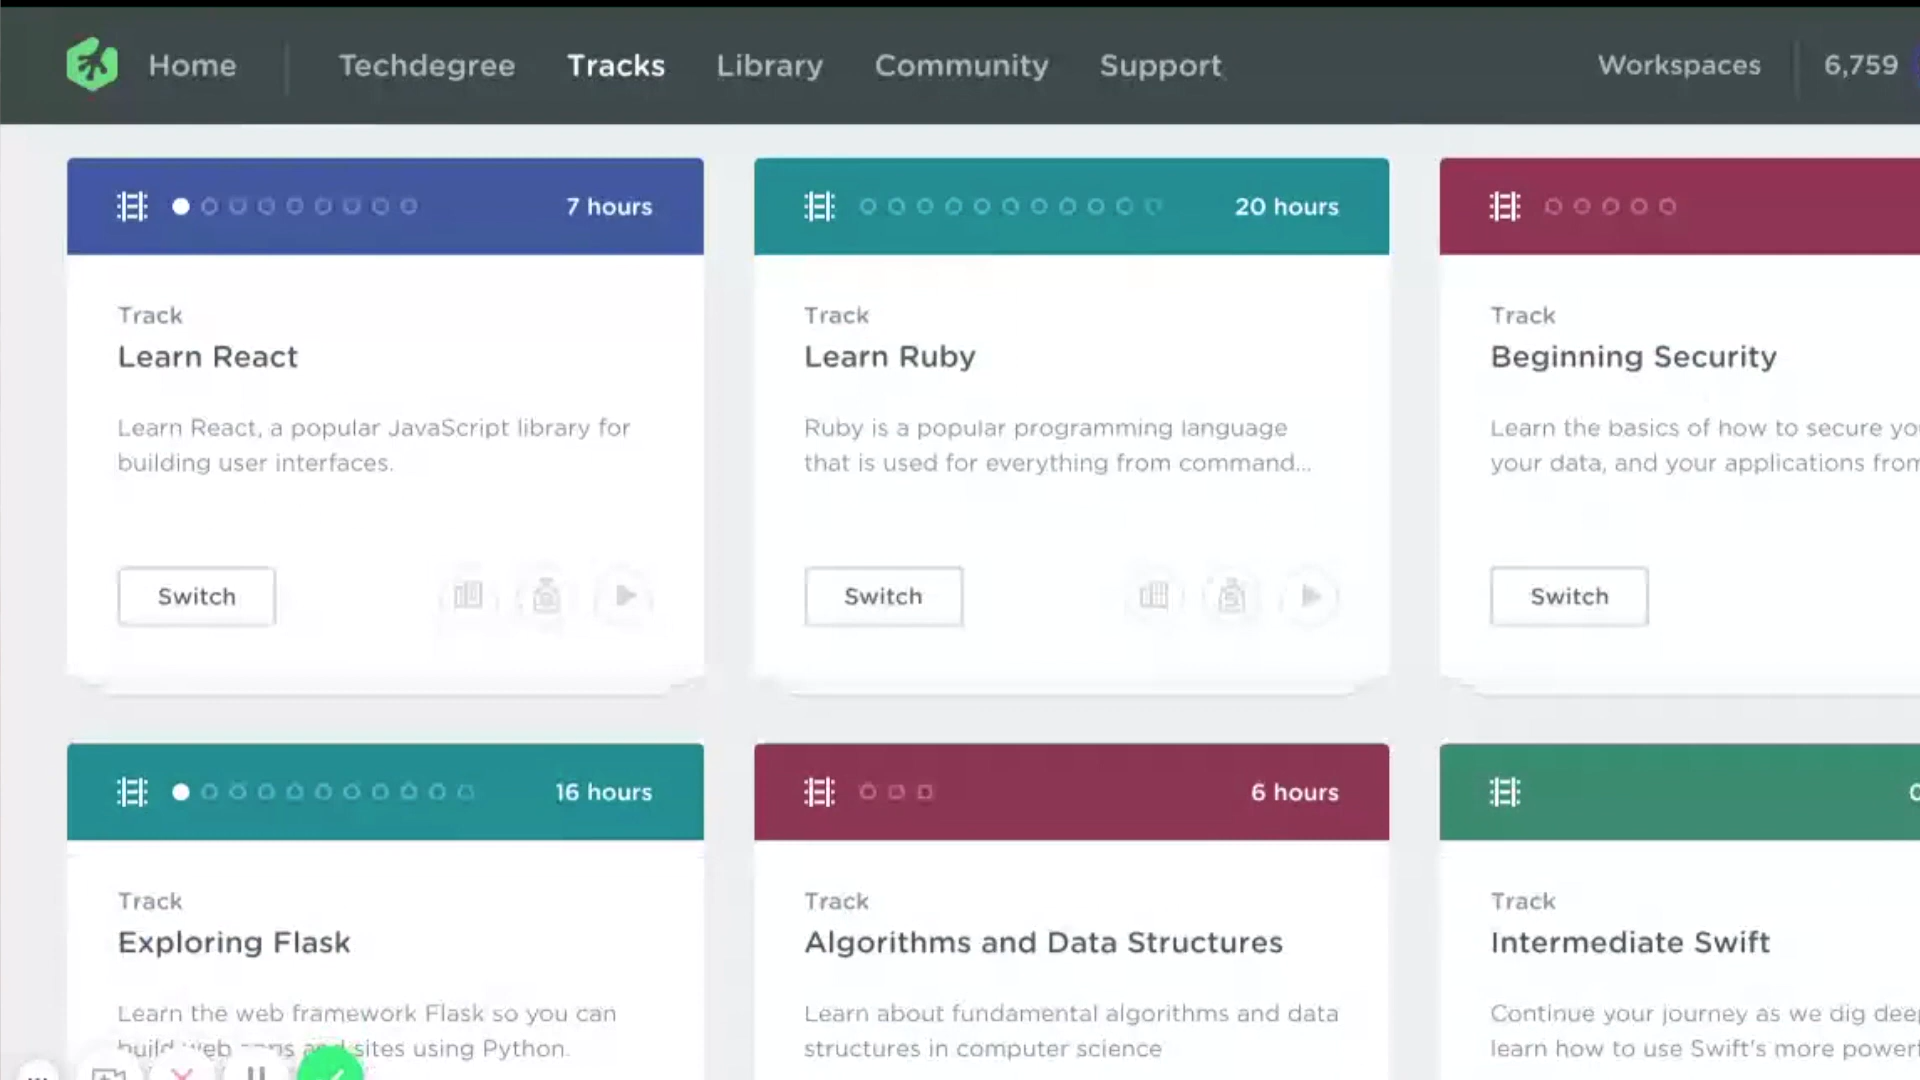 Home Techdegree Tracks Library Community Support Workspaces 6,759
7 hours
Track
Learn React
Learn React, a popular JavaScript library for
building user interfaces.
Switch
20 hours
Track
Learn Ruby
Ruby is a popular programming language
that is used for everything from command...
Switch
Track
Beginning Security
Learn the basics of how to secure
your data, and your applications from
Switch
16 hours
Track
Exploring Flask
Learn the web framework Flask so you can
build web sites using Python.
6 hours
Track
Algorithms and Data Structures
Learn about fundamental algorithms and data
structures in computer science
Track
Intermediate Swift
Continue your journey as we dig
learn how to use Swift's more